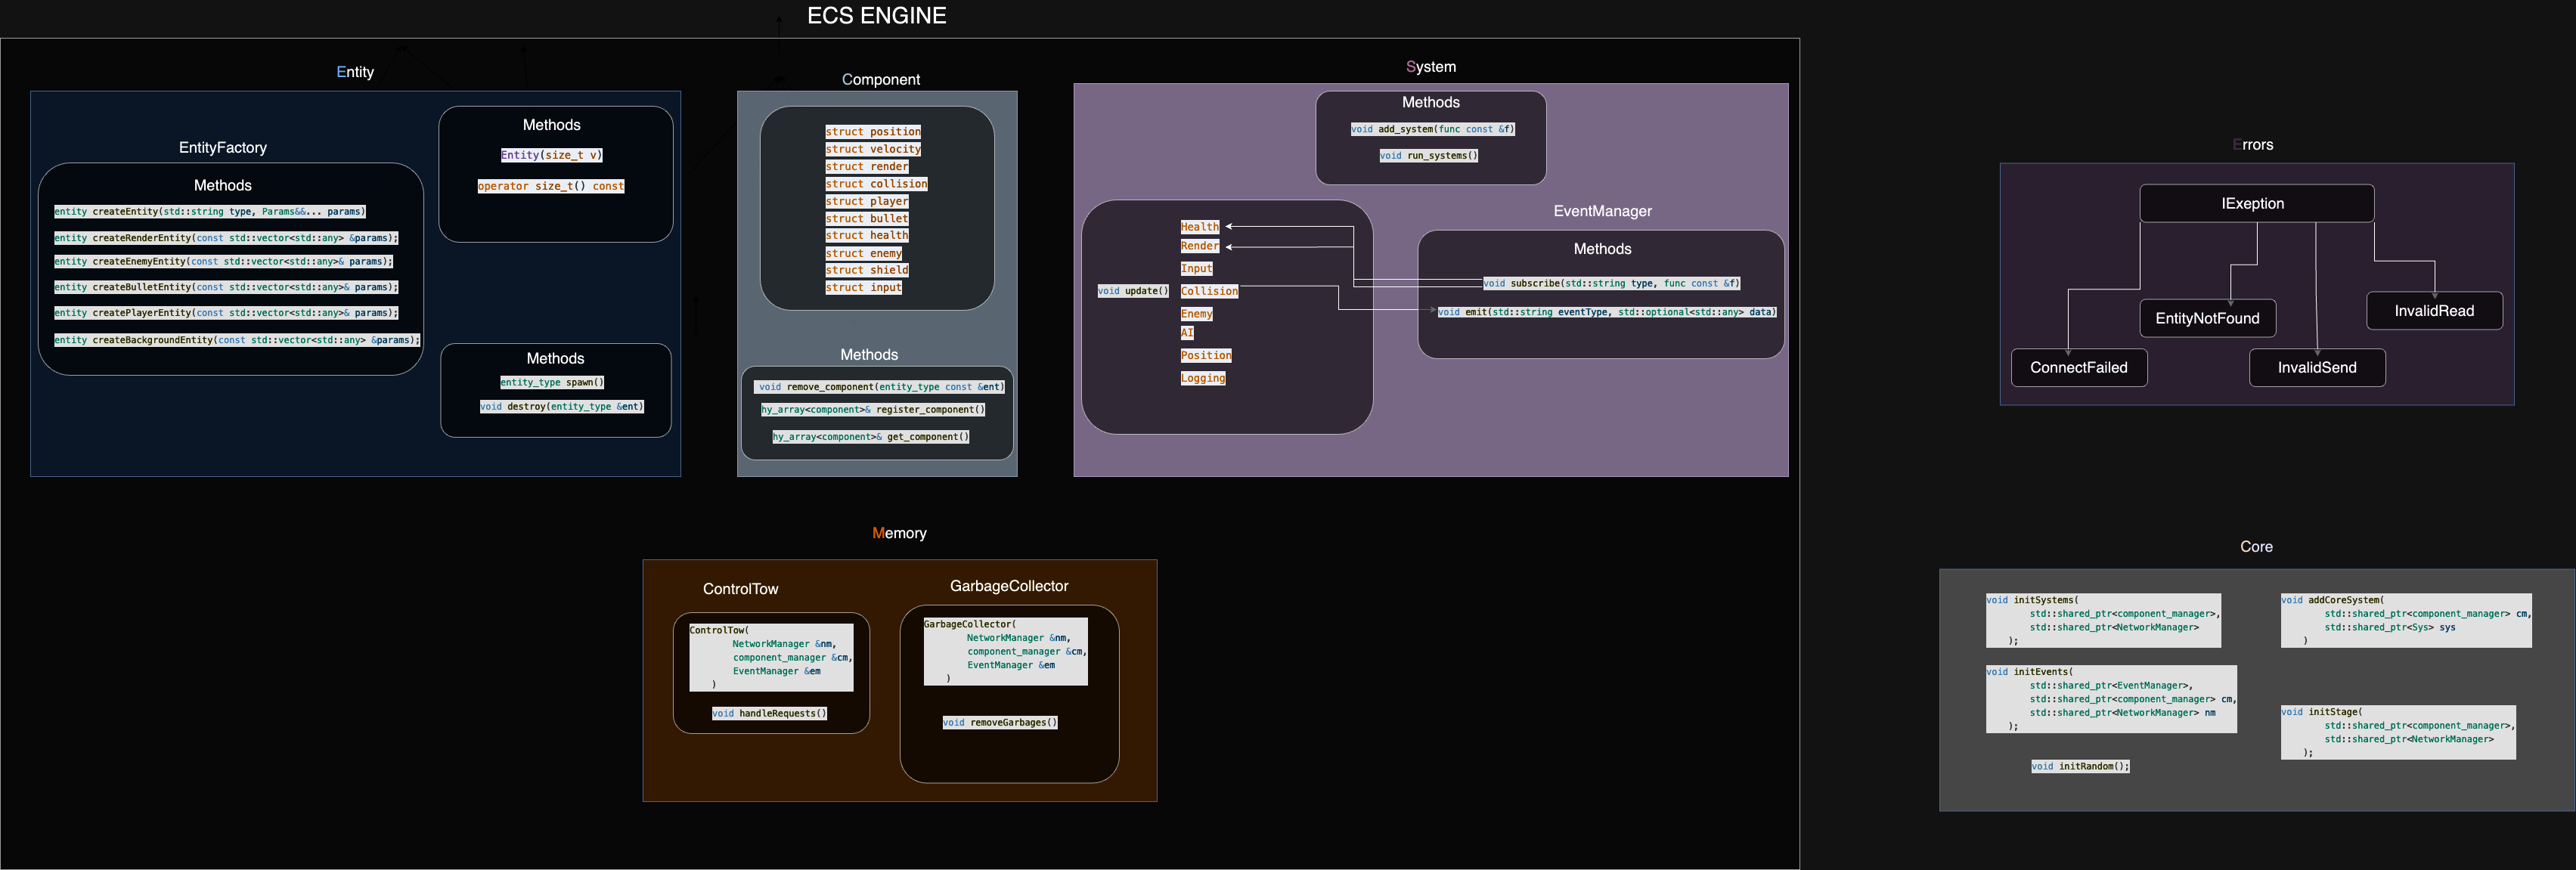 ECS ENGINE
Entity
EntityFactory
Methods
entity createEntity(std::string type, Params&&... params)
entity createRenderEntity(const std::vector<std::any> &params);
entity createEnemyEntity(const std::vector<std::any>& params);
entity createBulletEntity(const std::vector<std::any>& params);
entity createPlayerEntity(const std::vector<std::any>& params);
entity createBackgroundEntity(const std::vector<std::any> &params);
Methods
Entity(size_t v)
operator size_t() const
Methods
entity_type spawn()
void destroy(entity_type &ent)
Component
struct position
struct velocity
struct render
struct collision
struct player
struct bullet
struct health
struct enemy
struct shield
struct input
Methods
void remove_component(entity_type const &ent)
hy_array<component>& register_component()
hy_array<component>& get_component()
System
Methods
void add_system(func const &f)
void run_systems()
void update()
Health
Render
Input
Collision
Enemy
AI
Position
Logging
EventManager
Methods
void subscribe(std::string type, func const &f)
void emit(std::string eventType, std::optional<std::any> data)
Memory
ControlTow
ControlTow(
NetworkManager &nm,
component_manager &cm,
EventManager &em
)
void handleRequests()
GarbageCollector
GarbageCollector(
NetworkManager &nm,
component_manager &cm,
EventManager &em
)
void removeGarbages()
Errors
IExeption
ConnectFailed
EntityNotFound
InvalidSend
InvalidRead
Core
void initSystems(
std::shared_ptr<component_manager>,
std::shared_ptr<NetworkManager>
);
void initEvents(
std::shared_ptr<EventManager>,
std::shared_ptr<component_manager> cm,
std::shared_ptr<NetworkManager> nm
);
void initRandom();
void addCoreSystem(
std::shared_ptr<component_manager> cm,
std::shared_ptr<Sys> sys
)
void initStage(
std::shared_ptr<component_manager>,
std::shared_ptr<NetworkManager>
);